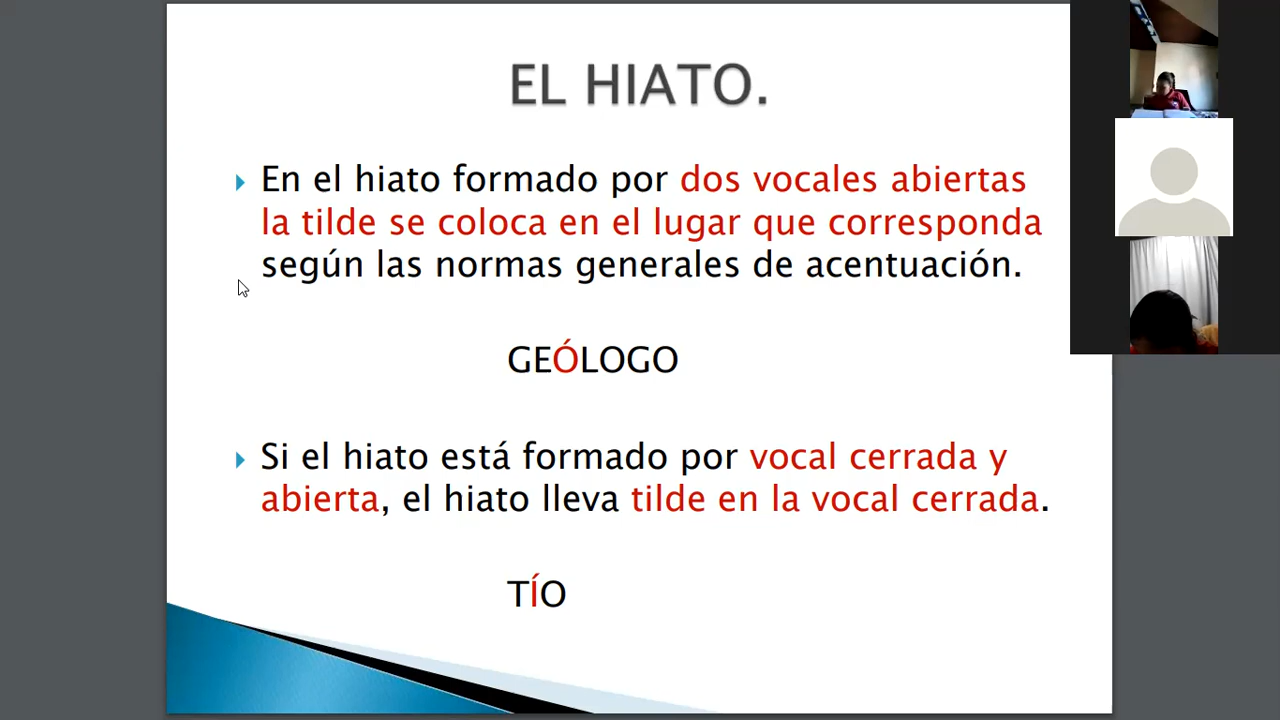 EL HIATO.
En el hiato formado por dos vocales abiertas
la tilde se coloca en el lugar que corresponda
según las normas generales de acentuación.
GEÓLOGO
Si el hiato está formado por vocal cerrada y
abierta, el hiato lleva tilde en la vocal cerrada.
TÍO